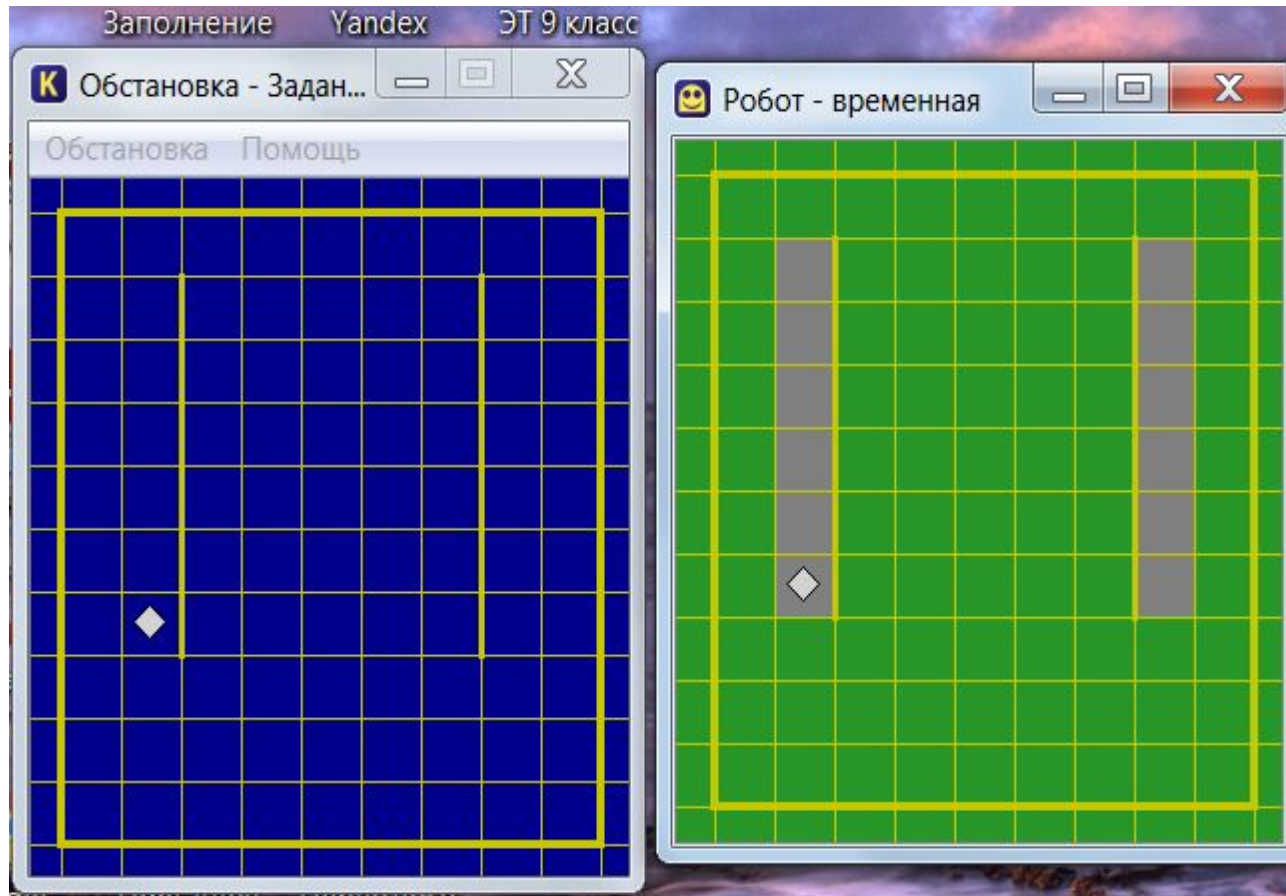 Заполнение Yandex ЭТ 9 класс
Обстановка - Задан...
Обстановка Помощь
Робот - временная